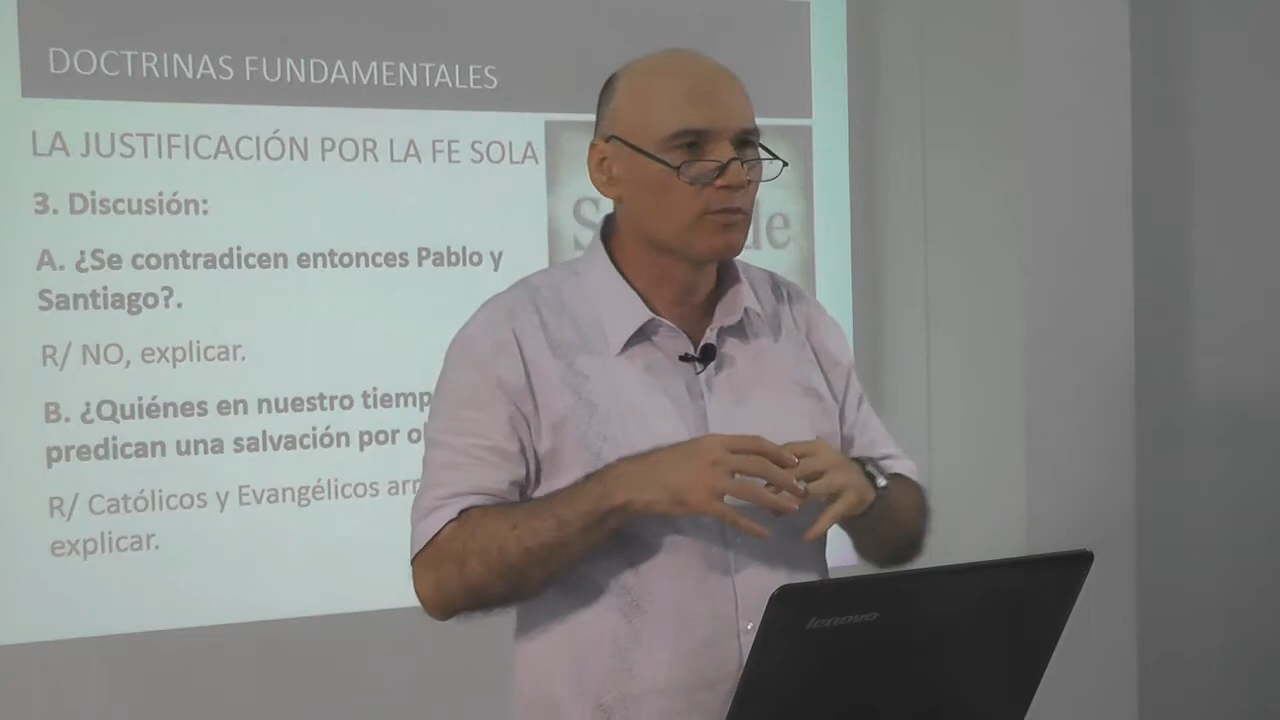 DOCTRINAS FUNDAMENTALES
LA JUSTIFICACIÓN POR LA FE SOLA
3. Discusión:
A. ¿Se contradicen entonces Pablo y
Santiago?.
R/ NO, explicar.
B. ¿Quiénes en nuestro
predican una salvación por
R/ Católicos y Evangélicos
explicar.
lenovo